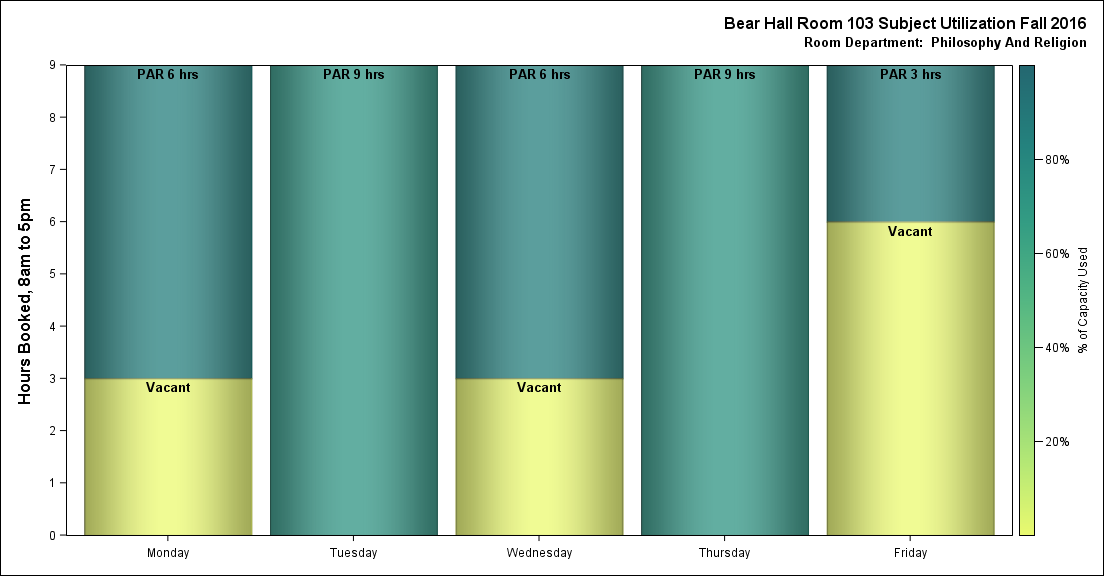 Bear Hall Room 103 Subject Utilization Fall 2016
Room Department:  Philosophy And Religion
Hours Booked, 8am to 5pm
9
8
7
6
5
4
3
2
1
0
PAR 6 hrs
PAR 9 hrs
PAR 6 hrs
PAR 9 hrs
PAR 3 hrs
Vacant
Vacant
Vacant
Monday
Tuesday
Wednesday
Thursday
Friday
80%
60%
40%
20%
% of Capacity Used